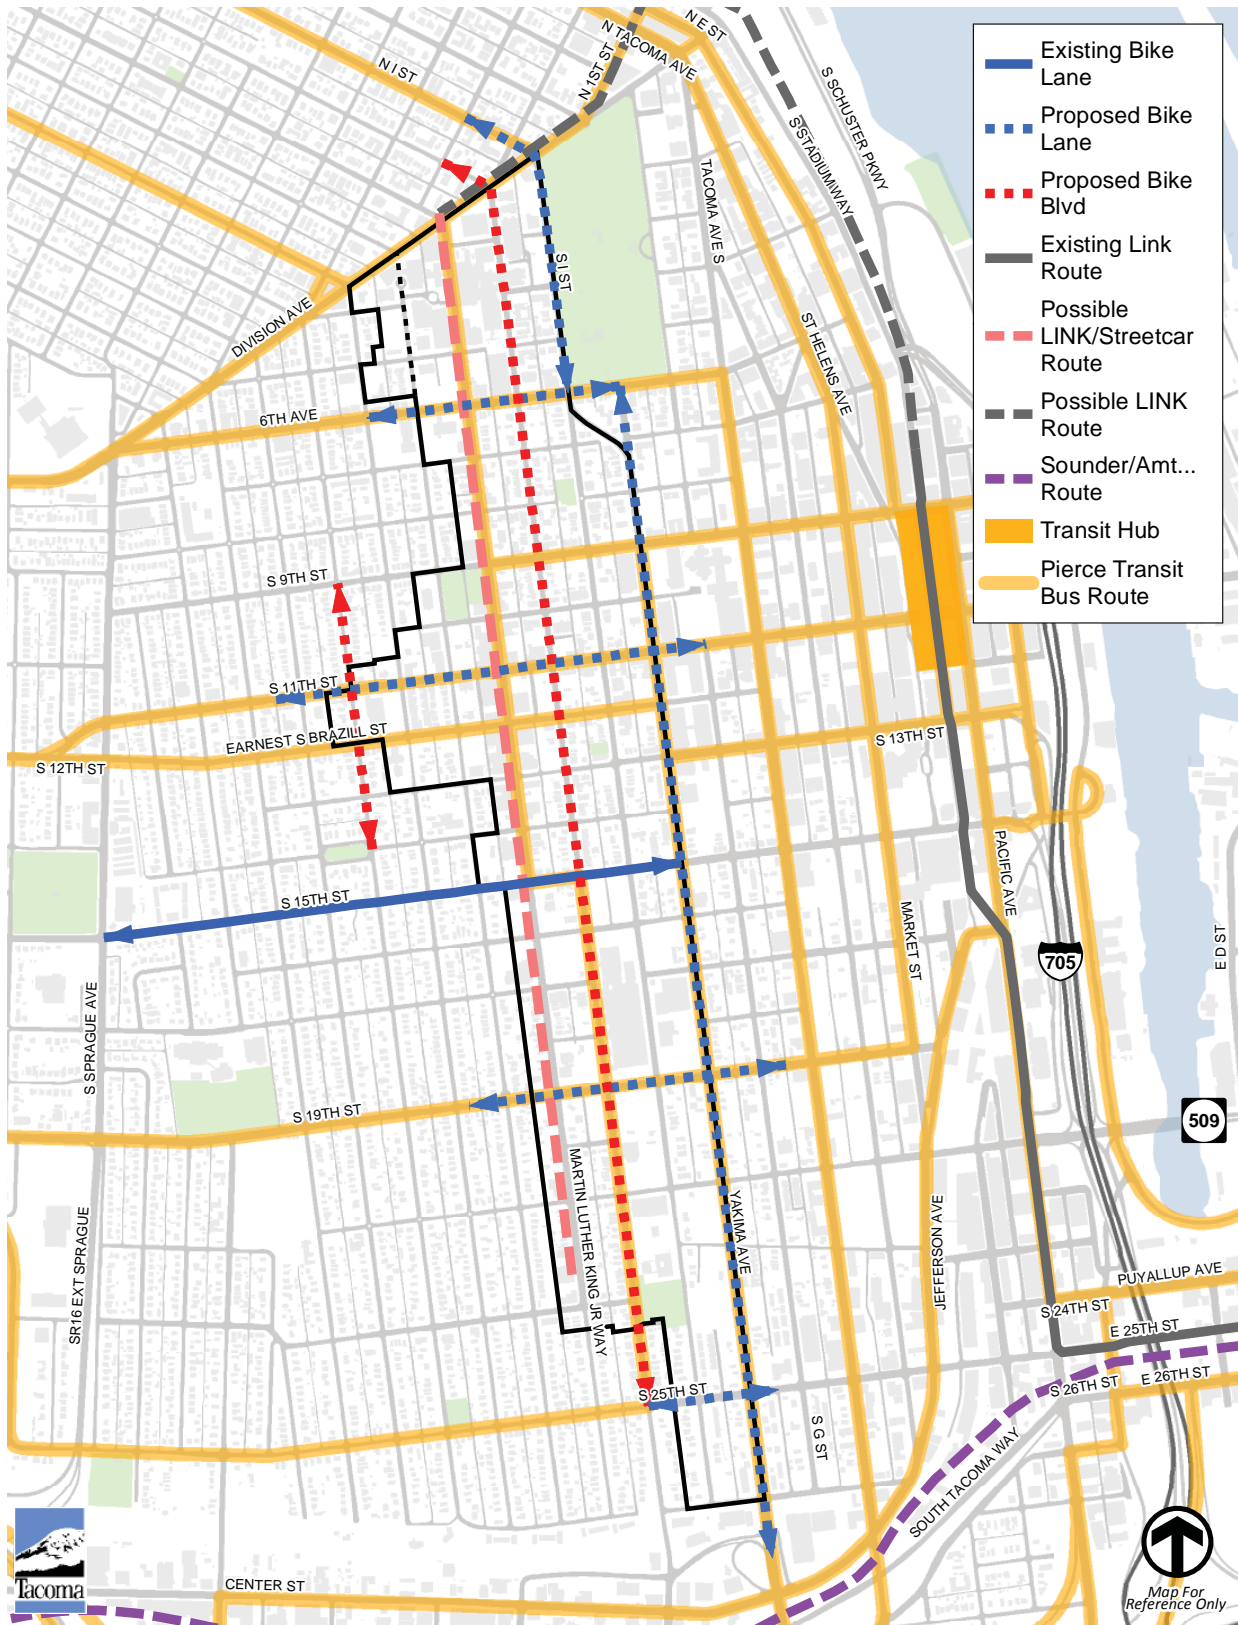 N E ST
N TACOMA AVE
N I ST
N 1ST ST
S SCHUSTER PKWY
S STADIUM WAY
TACOMA AVE S
S I ST
DIVISION AVE
ST HELENS AVE
6TH AVE
S 9TH ST
S 11TH ST
EARNEST S BRAZILL ST
S 12TH ST
S 13TH ST
PACIFIC AVE
S 15TH ST
MARKET ST
E D ST
705
S SPRAGUE AVE
S 19TH ST
509
MARTIN LUTHER KING JR WAY
YAKIMA AVE
JEFFERSON AVE
SR16 EXT SPRAGUE
PUYALLUP AVE
S 24TH ST
E 25TH ST
S 25TH ST
S 26TH ST
E 26TH ST
S G ST
SOUTH TACOMA WAY
CENTER ST
Existing Bike
Lane
Proposed Bike
Lane
Proposed Bike
Blvd
Existing Link
Route
Possible
LINK/Streetcar
Route
Possible LINK
Route
Sounder/Amt...
Route
Transit Hub
Pierce Transit
Bus Route
Tacoma
Map For
Reference Only